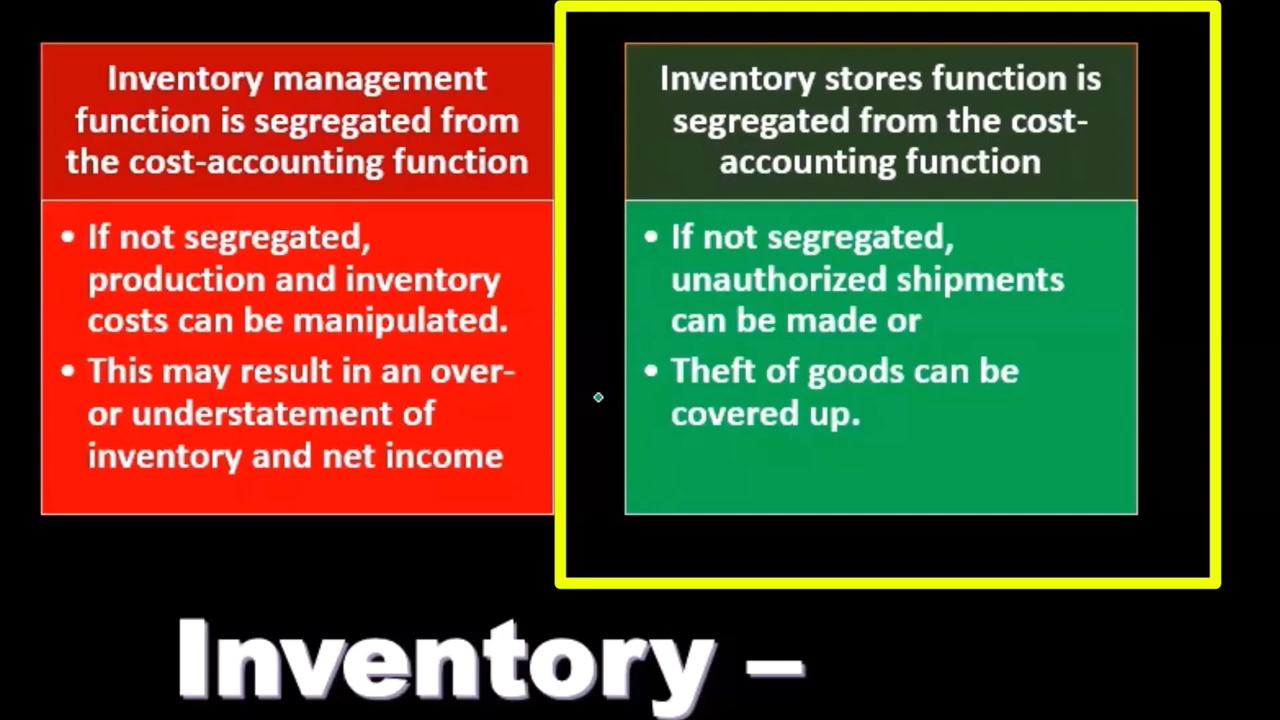 Inventory management
function is segregated from
the cost-accounting function
• If not segregated,
production and inventory
costs can be manipulated.
• This may result in an over-
or understatement of
inventory and net income
Inventory stores function is
segregated from the cost-
accounting function
• If not segregated,
unauthorized shipments
can be made or
• Theft of goods can be
covered up.
Inventory –